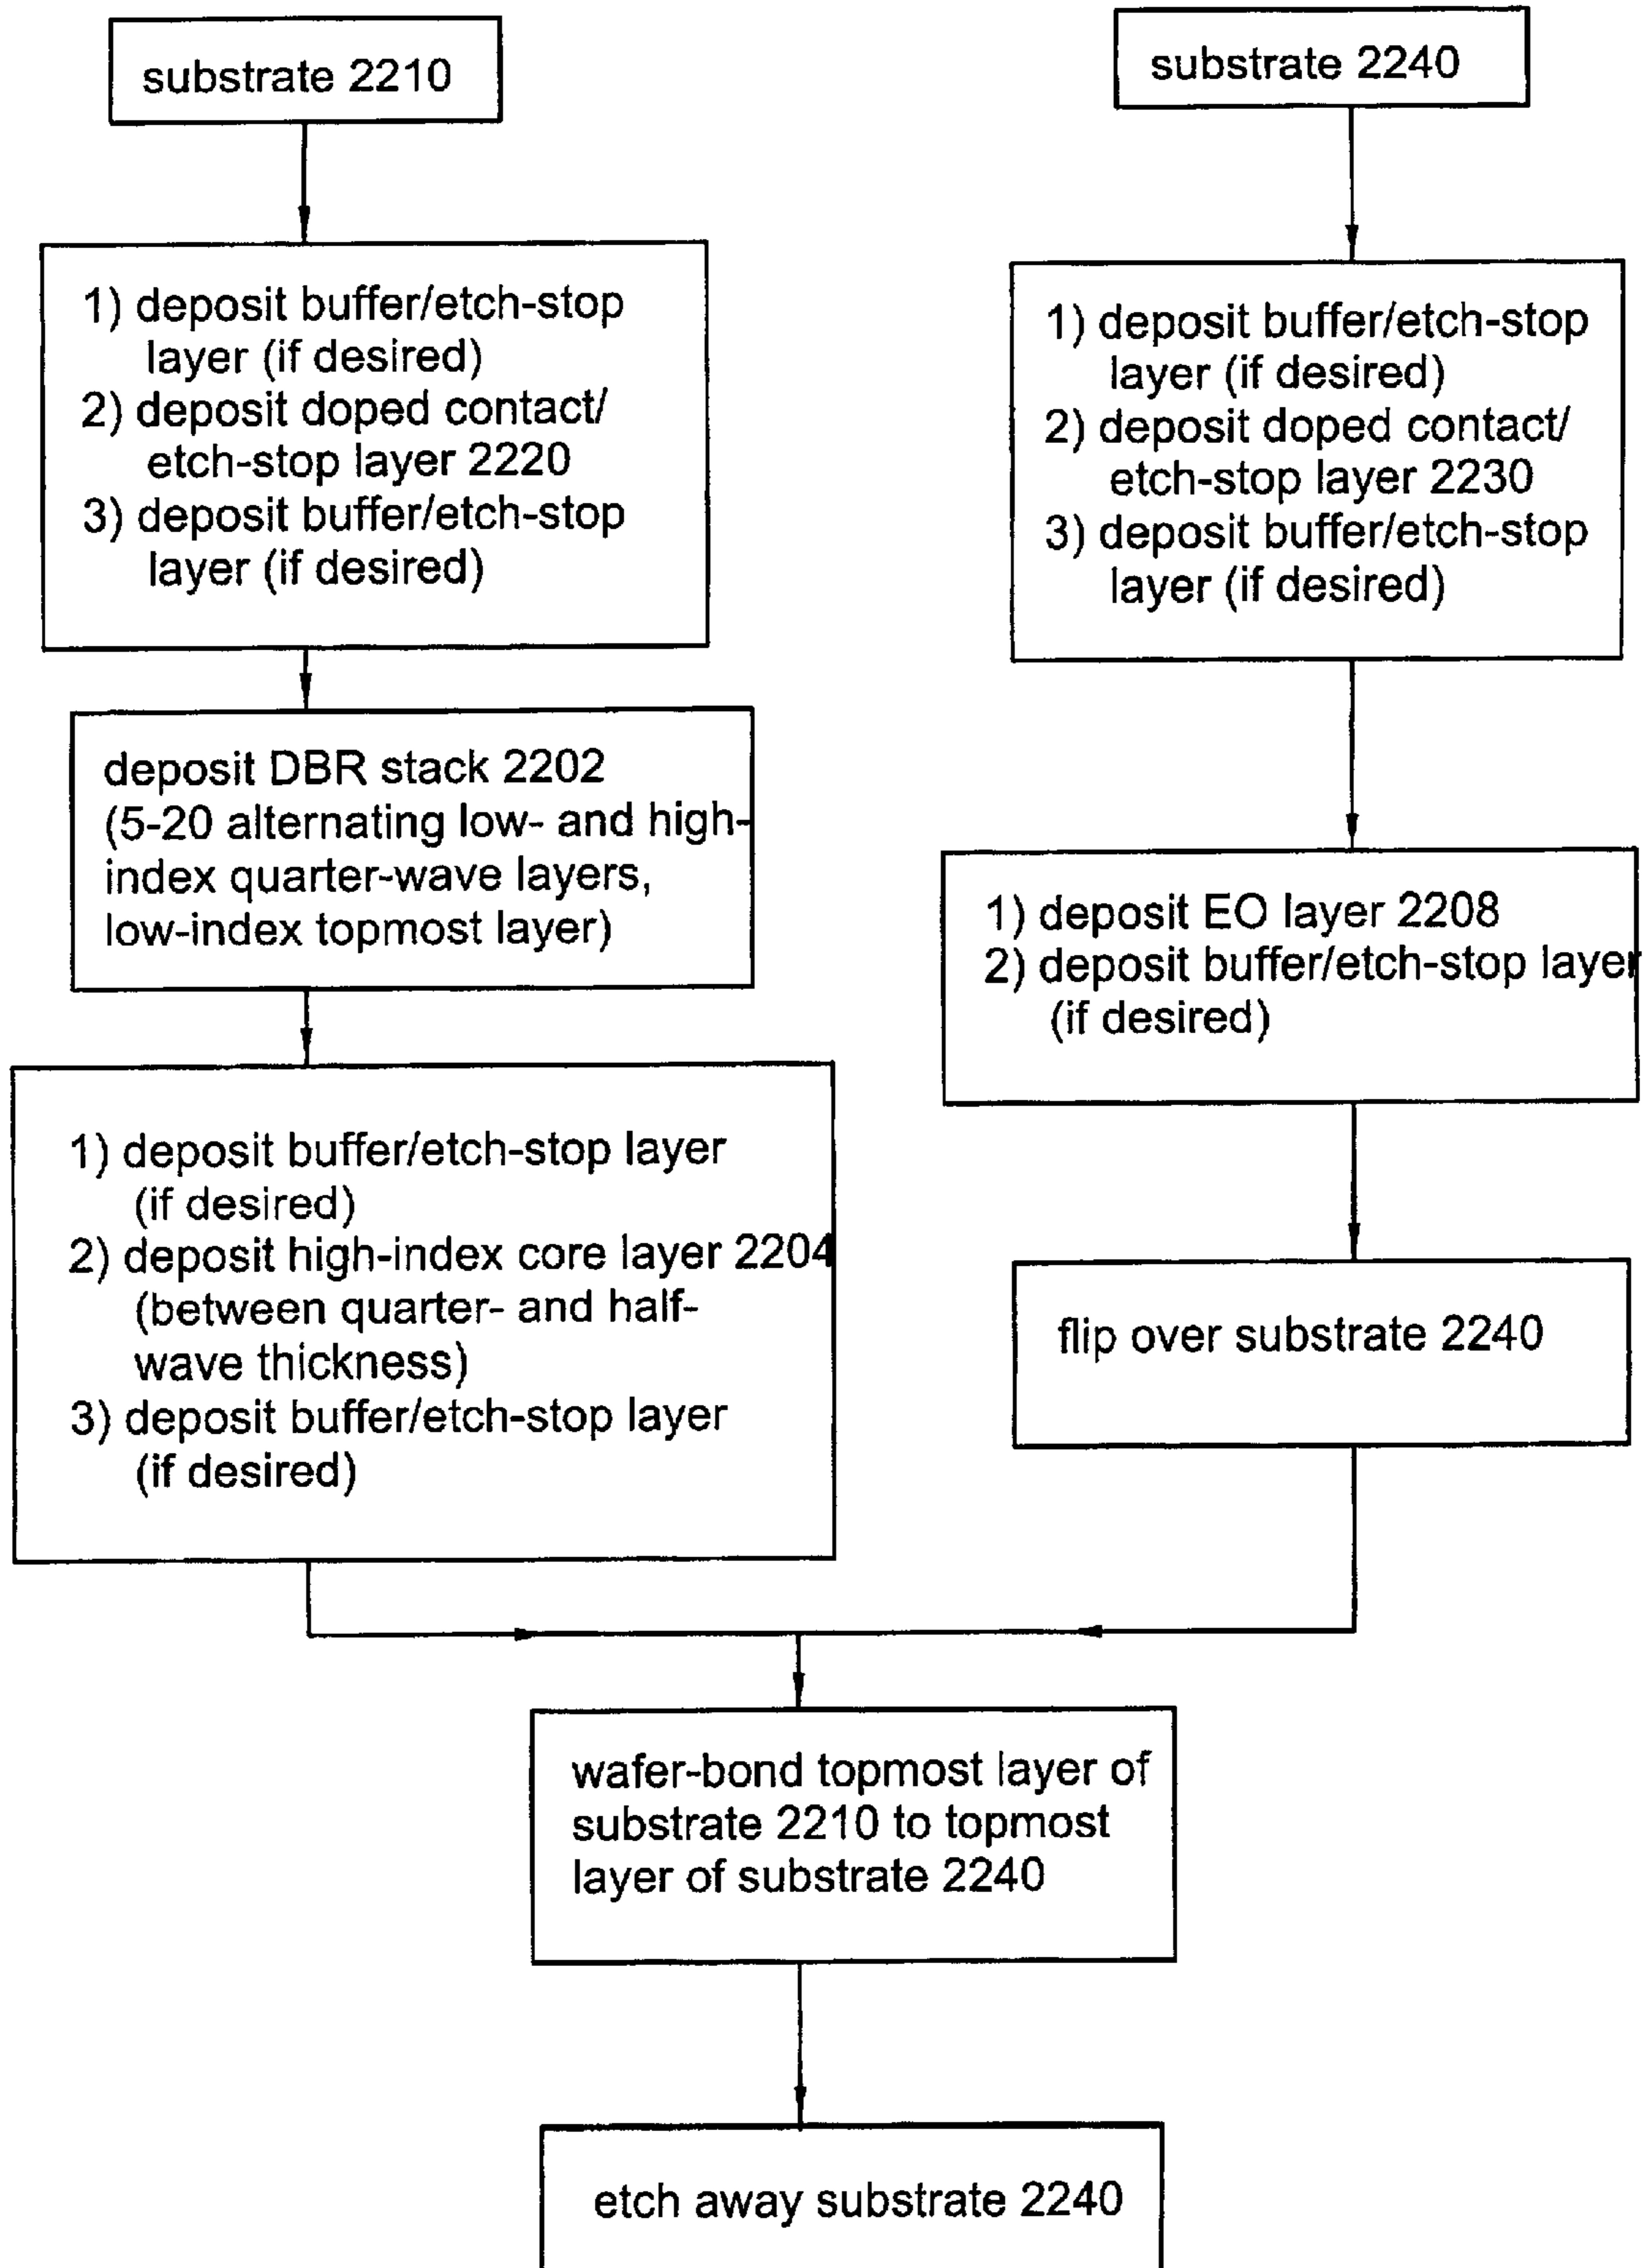 substrate 2210
1) deposit buffer/etch-stop
layer (if desired)
2) deposit doped contact/
etch-stop layer 2220
3) deposit buffer/etch-stop
layer (if desired)
deposit DBR stack 2202
(5-20 alternating low- and high-
index quarter-wave layers,
low-index topmost layer)
1) deposit buffer/etch-stop layer
(if desired)
2) deposit high-index core layer 2204
(between quarter- and half-
wave thickness)
3) deposit buffer/etch-stop layer
(if desired)
substrate 2240
1) deposit buffer/etch-stop
layer (if desired)
2) deposit doped contact/
etch-stop layer 2230
3) deposit buffer/etch-stop
layer (if desired)
1) deposit EO layer 2208
2) deposit buffer/etch-stop layer
(if desired)
flip over substrate 2240
wafer-bond topmost layer of
substrate 2210 to topmost
layer of substrate 2240
etch away substrate 2240